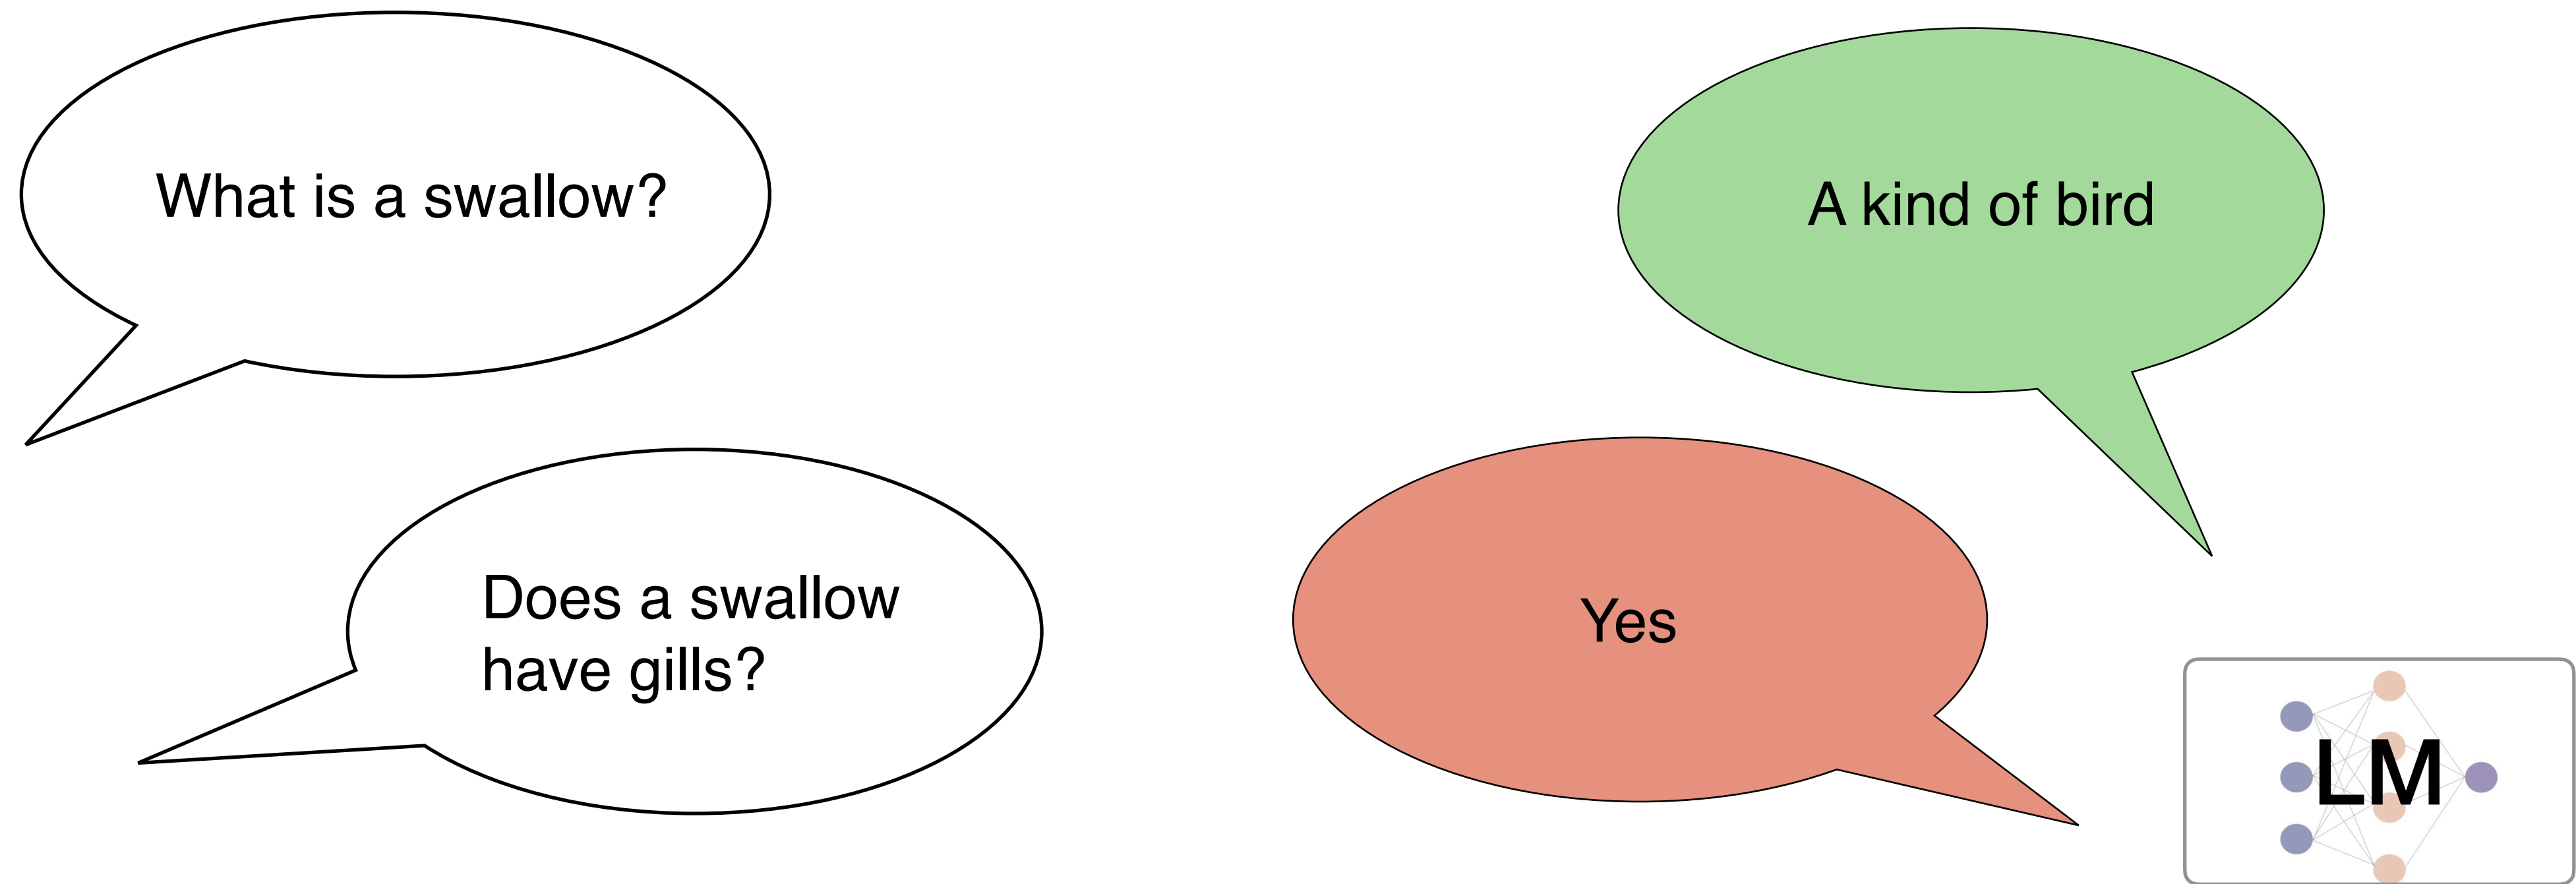 What is a swallow?
A kind of bird
Does a swallow
have gills?
Yes
LM